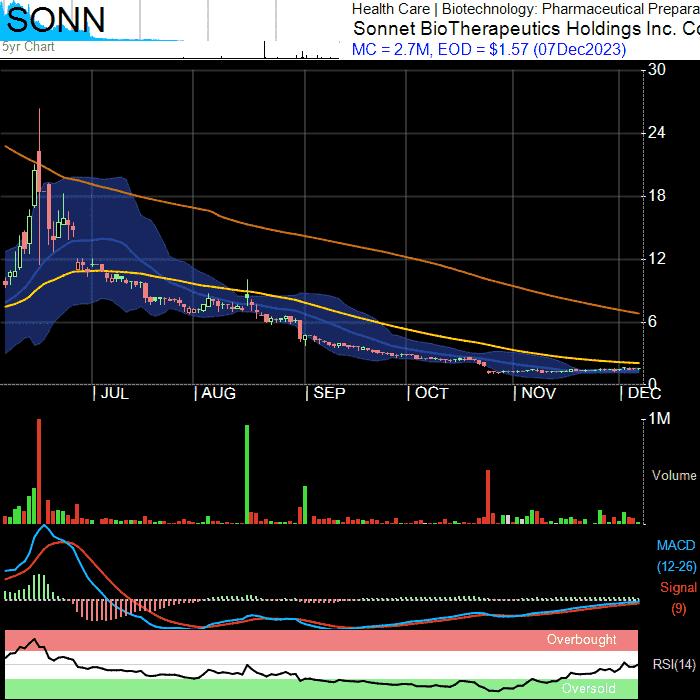 SONN
5yr Chart
Health Care | Biotechnology: Pharmaceutical Prepara
Sonnet BioTherapeutics Holdings Inc. Co
MC = 2.7M, EOD = $1.57 (07Dec2023)
30
24
18
12
6
0
| JUL | AUG | SEP | OCT | NOV | DEC
1M
Volume
MACD
(12-26)
Signal
(9)
Overbought
RSI(14)
Oversold